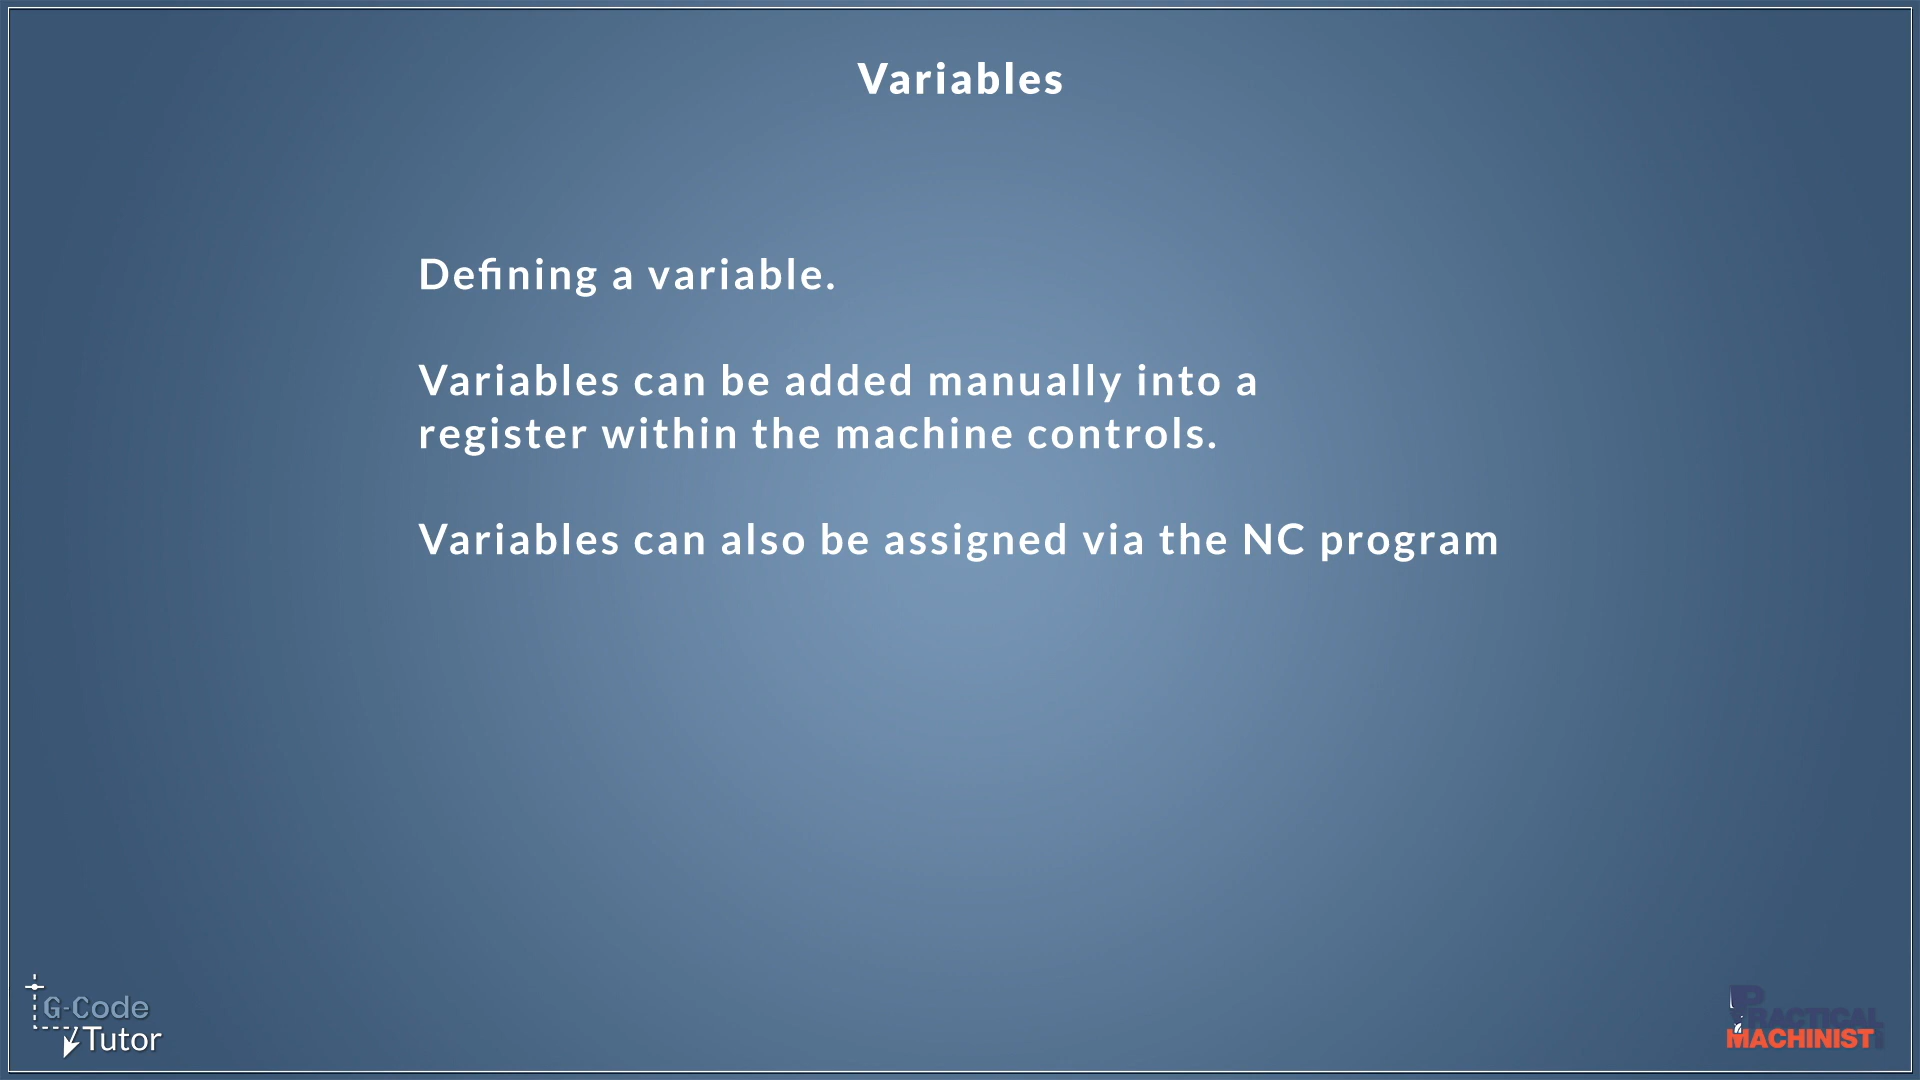 Variables
Defining a variable.
Variables can be added manually into a
register within the machine controls.
Variables can also be assigned via the NC program
G-Code
Tutor
PRACTICAL
MACHINIST